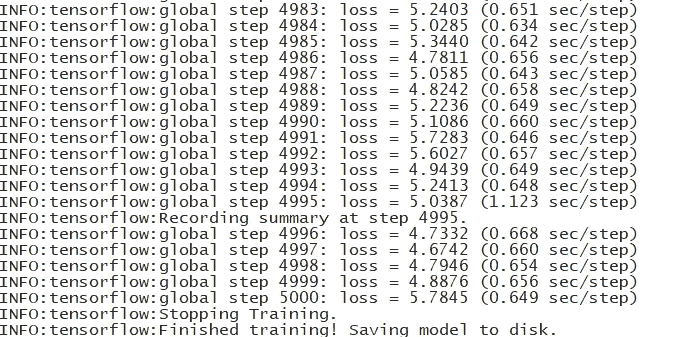 INFO:tensorflow:global step 4983: loss = 5.2403 (0.651 sec/step)
INFO:tensorflow:global step 4984: loss = 5.0285 (0.634 sec/step)
INFO:tensorflow:global step 4985: loss = 5.3440 (0.642 sec/step)
INFO:tensorflow:global step 4986: loss = 4.7811 (0.656 sec/step)
INFO:tensorflow:global step 4987: loss = 5.0585 (0.643 sec/step)
INFO:tensorflow:global step 4988: loss = 4.8242 (0.658 sec/step)
INFO:tensorflow:global step 4989: loss = 5.2236 (0.649 sec/step)
INFO:tensorflow:global step 4990: loss = 5.1086 (0.660 sec/step)
INFO:tensorflow:global step 4991: loss = 5.7283 (0.646 sec/step)
INFO:tensorflow:global step 4992: loss = 5.6027 (0.657 sec/step)
INFO:tensorflow:global step 4993: loss = 4.9439 (0.649 sec/step)
INFO:tensorflow:global step 4994: loss = 5.2413 (0.648 sec/step)
INFO:tensorflow:global step 4995: loss = 5.0387 (1.123 sec/step)
INFO:tensorflow:Recording summary at step 4995.
INFO:tensorflow:global step 4996: loss = 4.7332 (0.668 sec/step)
INFO:tensorflow:global step 4997: loss = 4.6742 (0.660 sec/step)
INFO:tensorflow:global step 4998: loss = 4.7946 (0.654 sec/step)
INFO:tensorflow:global step 4999: loss = 4.8876 (0.656 sec/step)
INFO:tensorflow:global step 5000: loss = 5.7845 (0.649 sec/step)
INFO:tensorflow:Stopping Training.
INFO:tensorflow:Finished training! Saving model to disk.